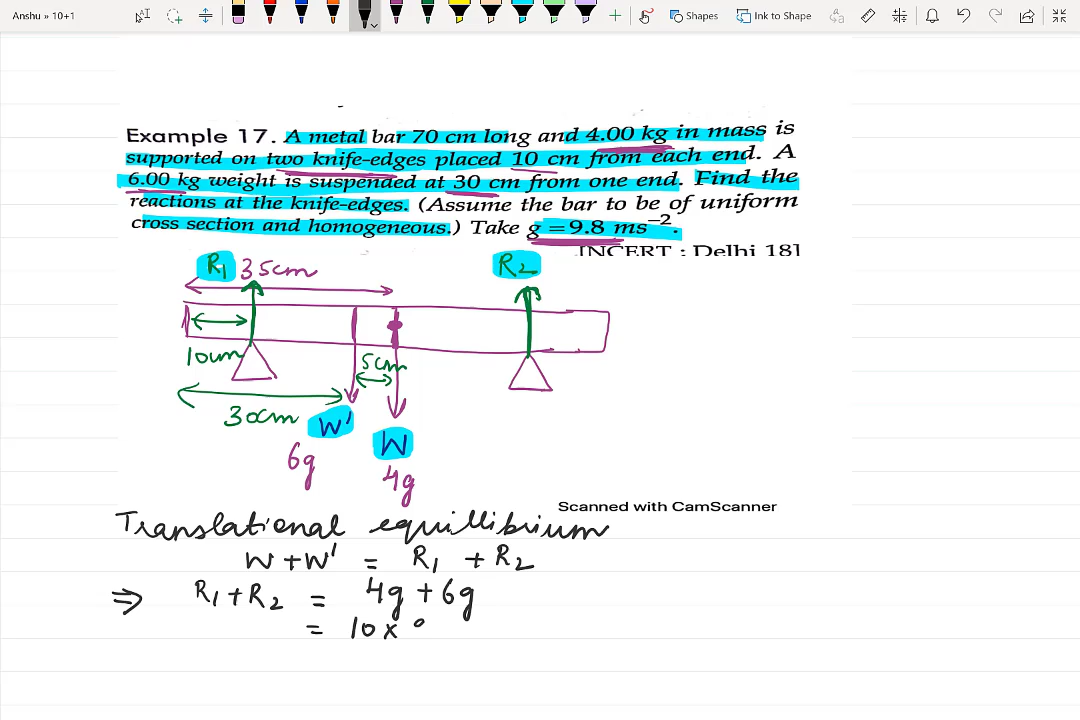 Anshu » 10+1
Shapes
Ink to Shape
Example 17. A metal bar 70 cm long and 4.00 kg in mass is
supported on two knife-edges placed 10 cm from each end. A
6.00 kg weight is suspended at 30 cm from one end. Find the
reactions at the knife-edges. (Assume the bar to be of uniform
cross section and homogeneous.) Take g = 9.8 ms⁻².
[NCERT : Delhi 18]
R₁ 35cm
R₂
10cm
5cm
30cm
W'
W
6g
4g
Scanned with CamScanner
Translational equillibrium
W + W' = R₁ + R₂
⇒ R₁ + R₂ = 4g + 6g
= 10 ×